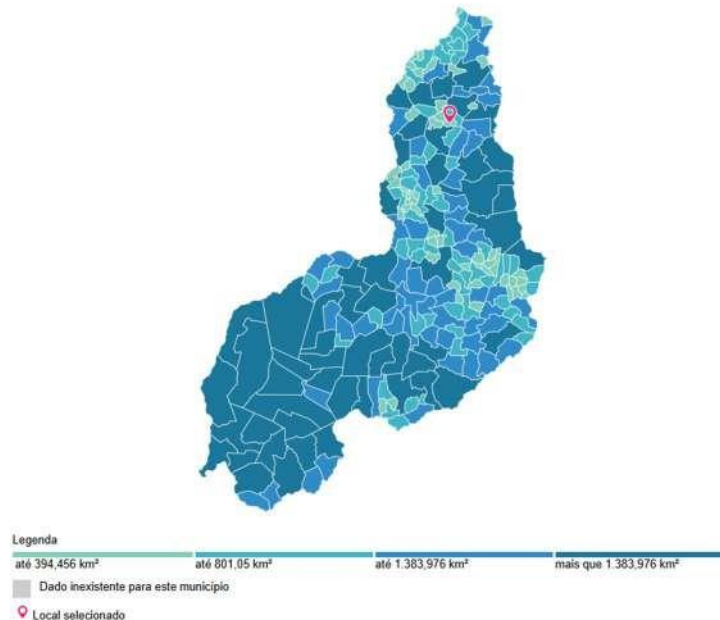 Legenda
até 394,456 km² até 801,05 km² até 1.383,976 km² mais que 1.383,976 km²
Dado inexistente para este município
Local selecionado